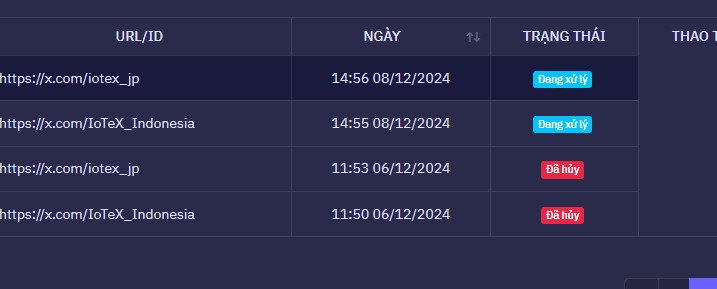 URL/ID NGÀY TRẠNG THÁI THAO
https://x.com/iotex_jp 14:56 08/12/2024 Đang xử lý
https://x.com/IoTeX_Indonesia 14:55 08/12/2024 Đang xử lý
https://x.com/iotex_jp 11:53 06/12/2024 Đã hủy
https://x.com/IoTeX_Indonesia 11:50 06/12/2024 Đã hủy